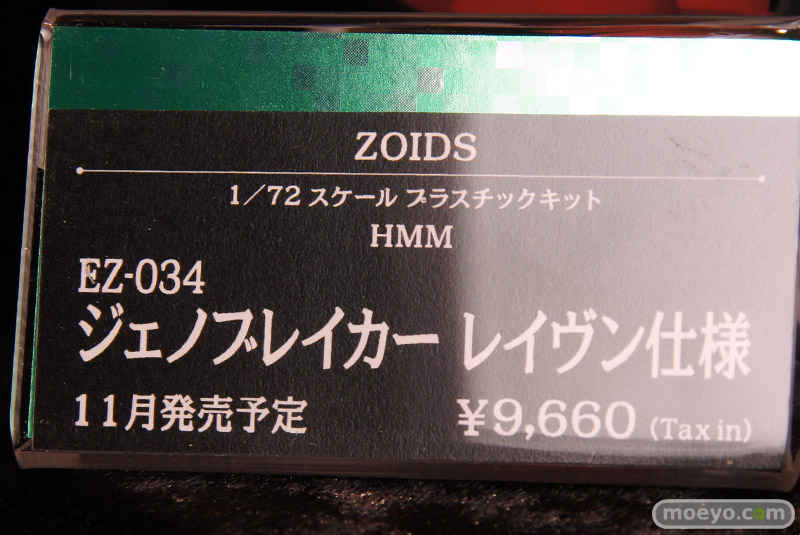 ZOIDS
1/72 スケール プラスチックキット
HMM
EZ-034
ジェノブレイカー レイヴン仕様
11月発売予定 ¥9,660 (Tax in)
moeyo.com